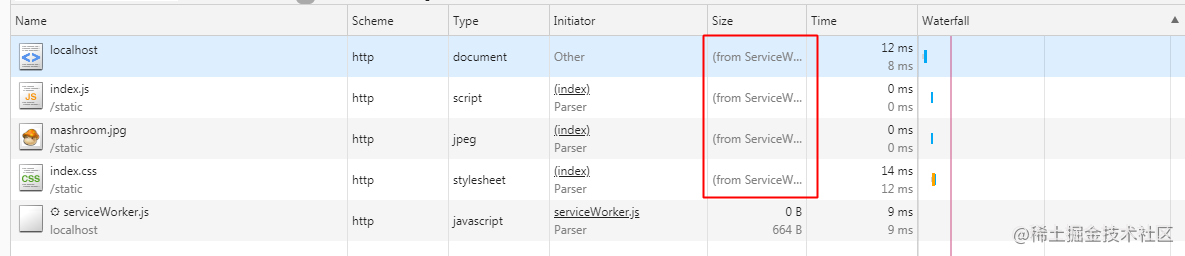 Name Scheme Type Initiator Size Time Waterfall
localhost http document Other (from ServiceW... 12 ms
8 ms
index.js http script (index) (from ServiceW... 0 ms
/static Parser 0 ms
mashroom.jpg http jpeg (index) (from ServiceW... 0 ms
/static Parser 0 ms
index.css http stylesheet (index) (from ServiceW... 14 ms
/static Parser 12 ms
serviceWorker.js http javascript serviceWorker.js 0 B 9 ms
localhost Parser 664 B 9 ms
JS
CSS
@稀土掘金技术社区